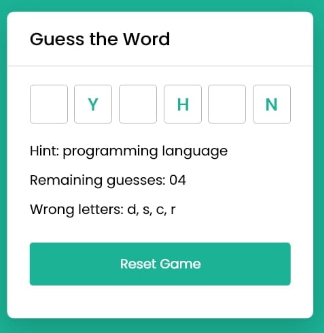 Guess the Word
Y H N
Hint: programming language
Remaining guesses: 04
Wrong letters: d, s, c, r
Reset Game